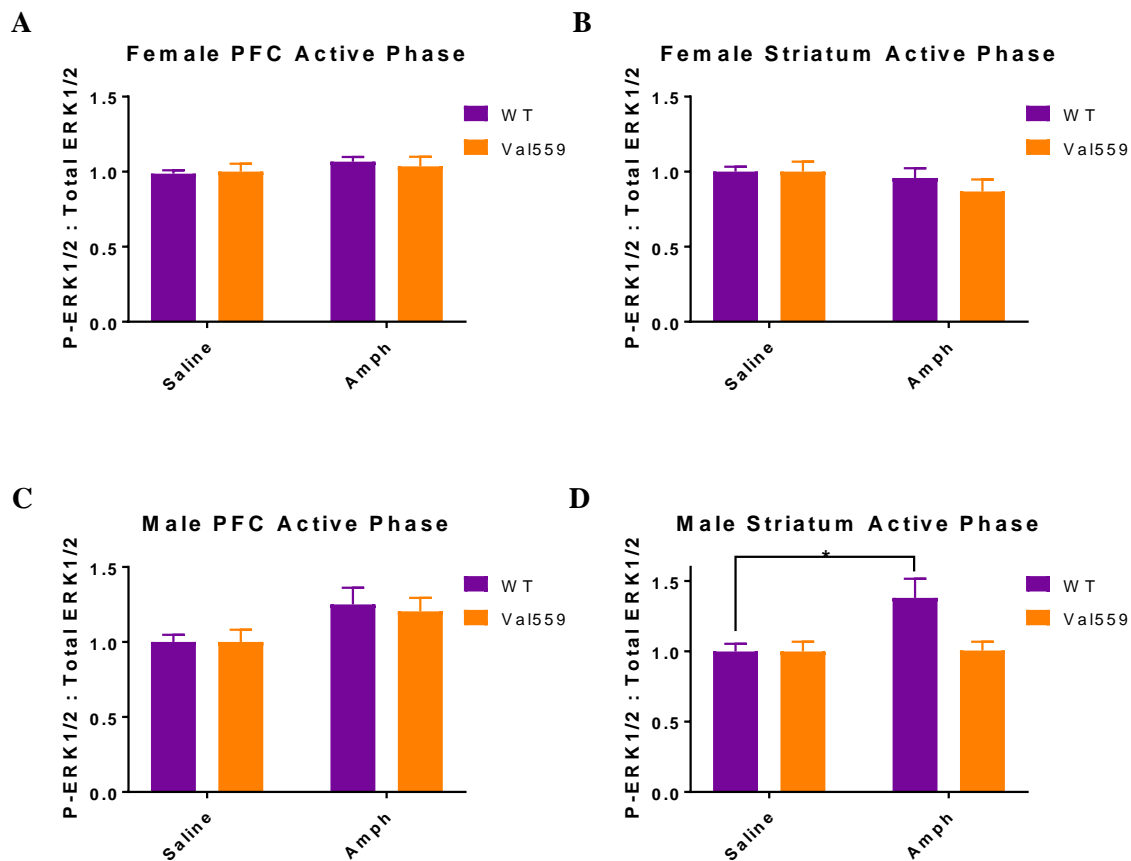 A
Female PFC Active Phase
P-ERK1/2 : Total ERK1/2
1.5
1.0
0.5
0.0
Saline
Amph
WT
Val559
B
Female Striatum Active Phase
P-ERK1/2 : Total ERK1/2
1.5
1.0
0.5
0.0
Saline
Amph
WT
Val559
C
Male PFC Active Phase
P-ERK1/2 : Total ERK1/2
1.5
1.0
0.5
0.0
Saline
Amph
WT
Val559
D
Male Striatum Active Phase
P-ERK1/2 : Total ERK1/2
1.5
1.0
0.5
0.0
*
Saline
Amph
WT
Val559